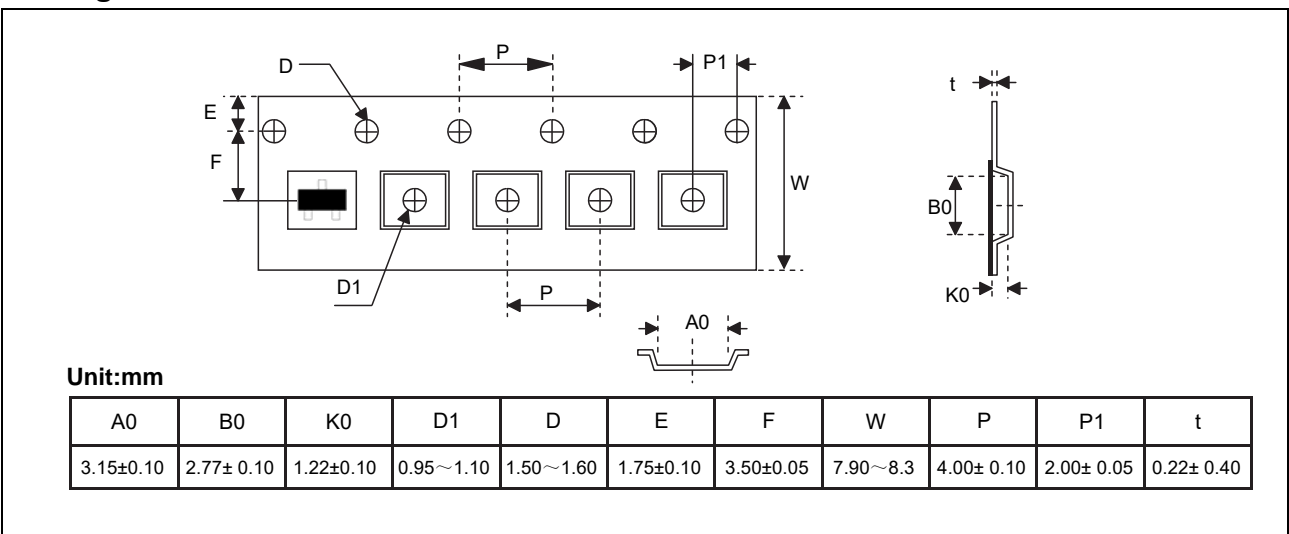 D
P
P1
t
E
F
W
B0
D1
P
K0
A0
Unit:mm
A0 B0 K0 D1 D E F W P P1 t
3.15±0.10 2.77± 0.10 1.22±0.10 0.95～1.10 1.50～1.60 1.75±0.10 3.50±0.05 7.90～8.3 4.00± 0.10 2.00± 0.05 0.22± 0.40